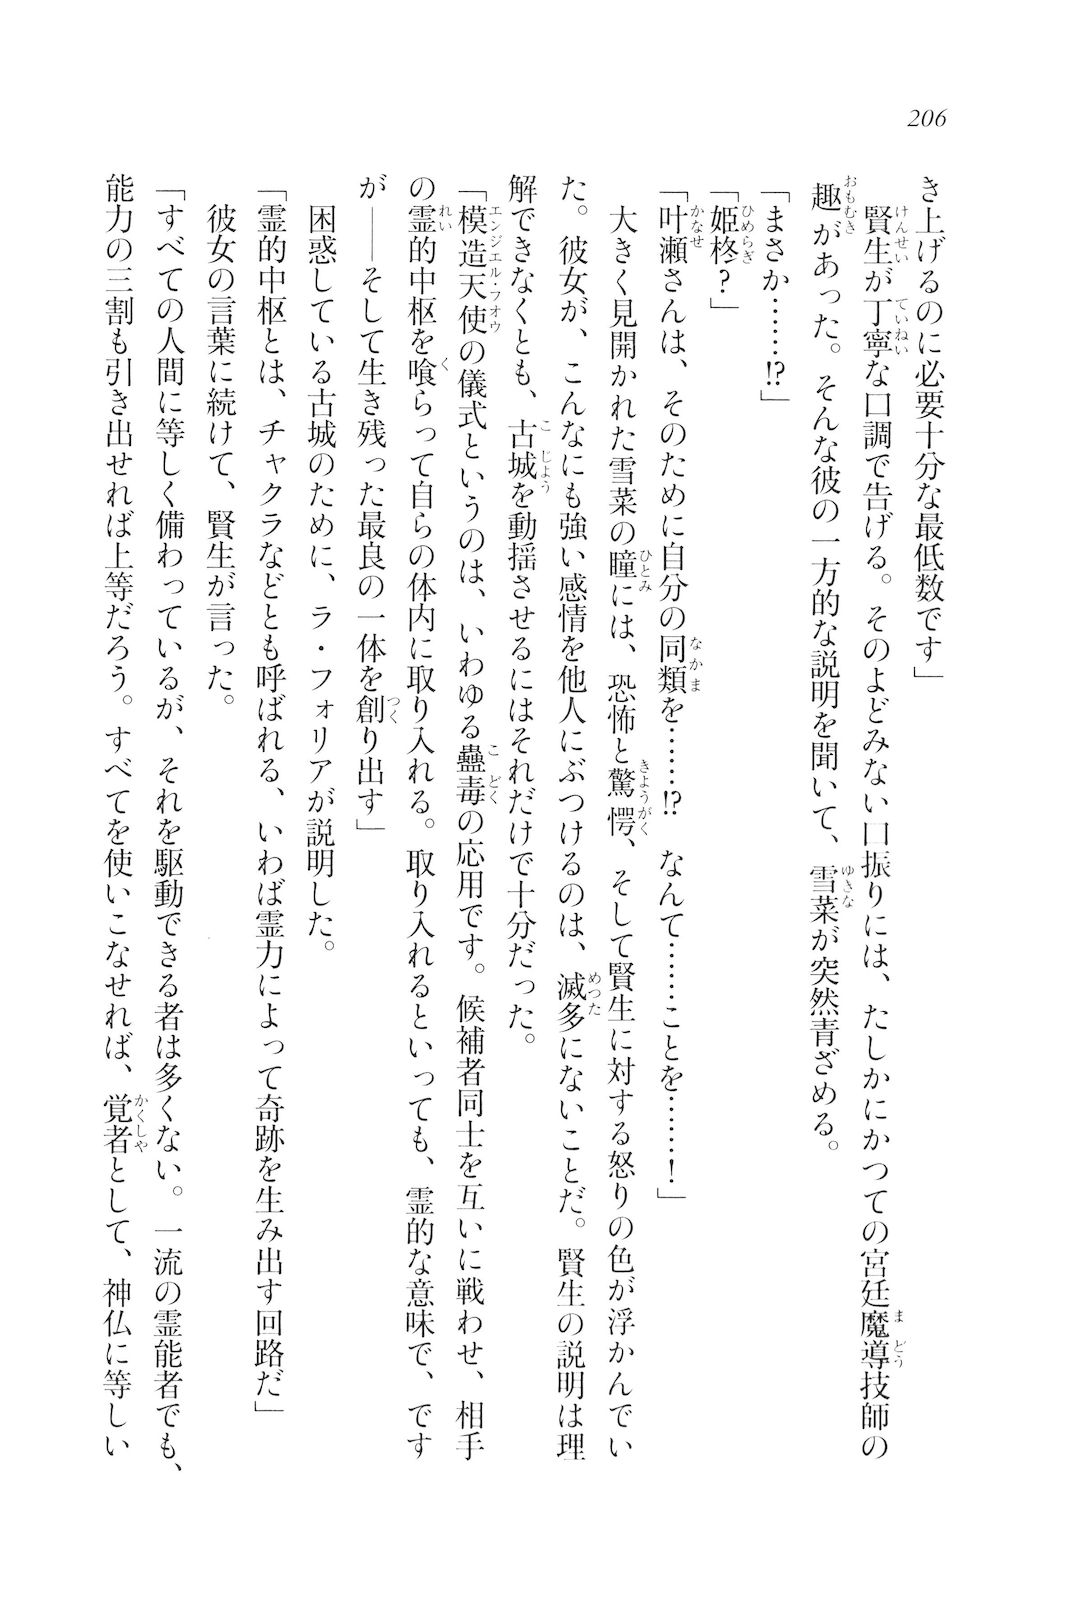 206
き上げるのに必要十分な最低数です」
　賢生が丁寧な口調で告げる。そのよどみない口振りには、たしかにかつての宮廷魔導技師の
趣があった。そんな彼の一方的な説明を聞いて、雪菜が突然青ざめる。
「まさか……!?」
「姫柊？」
「叶瀬さんは、そのために自分の同類を……!?　なんて……ことを……！」
　大きく見開かれた雪菜の瞳には、恐怖と驚愕、そして賢生に対する怒りの色が浮かんでい
た。彼女が、こんなにも強い感情を他人にぶつけるのは、滅多にないことだ。賢生の説明は理
解できなくとも、古城を動揺させるにはそれだけで十分だった。
「模造天使の儀式というのは、いわゆる蠱毒の応用です。候補者同士を互いに戦わせ、相手
の霊的中枢を喰らって自らの体内に取り入れる。取り入れるといっても、霊的な意味で、です
が――そして生き残った最良の一体を創り出す」
　困惑している古城のために、ラ・フォリアが説明した。
「霊的中枢とは、チャクラなどとも呼ばれる、いわば霊力によって奇跡を生み出す回路だ」
　彼女の言葉に続けて、賢生が言った。
「すべての人間に等しく備わっているが、それを駆動できる者は多くない。一流の霊能者でも、
能力の三割も引き出せれば上等だろう。すべてを使いこなせれば、覚者として、神仏に等しい